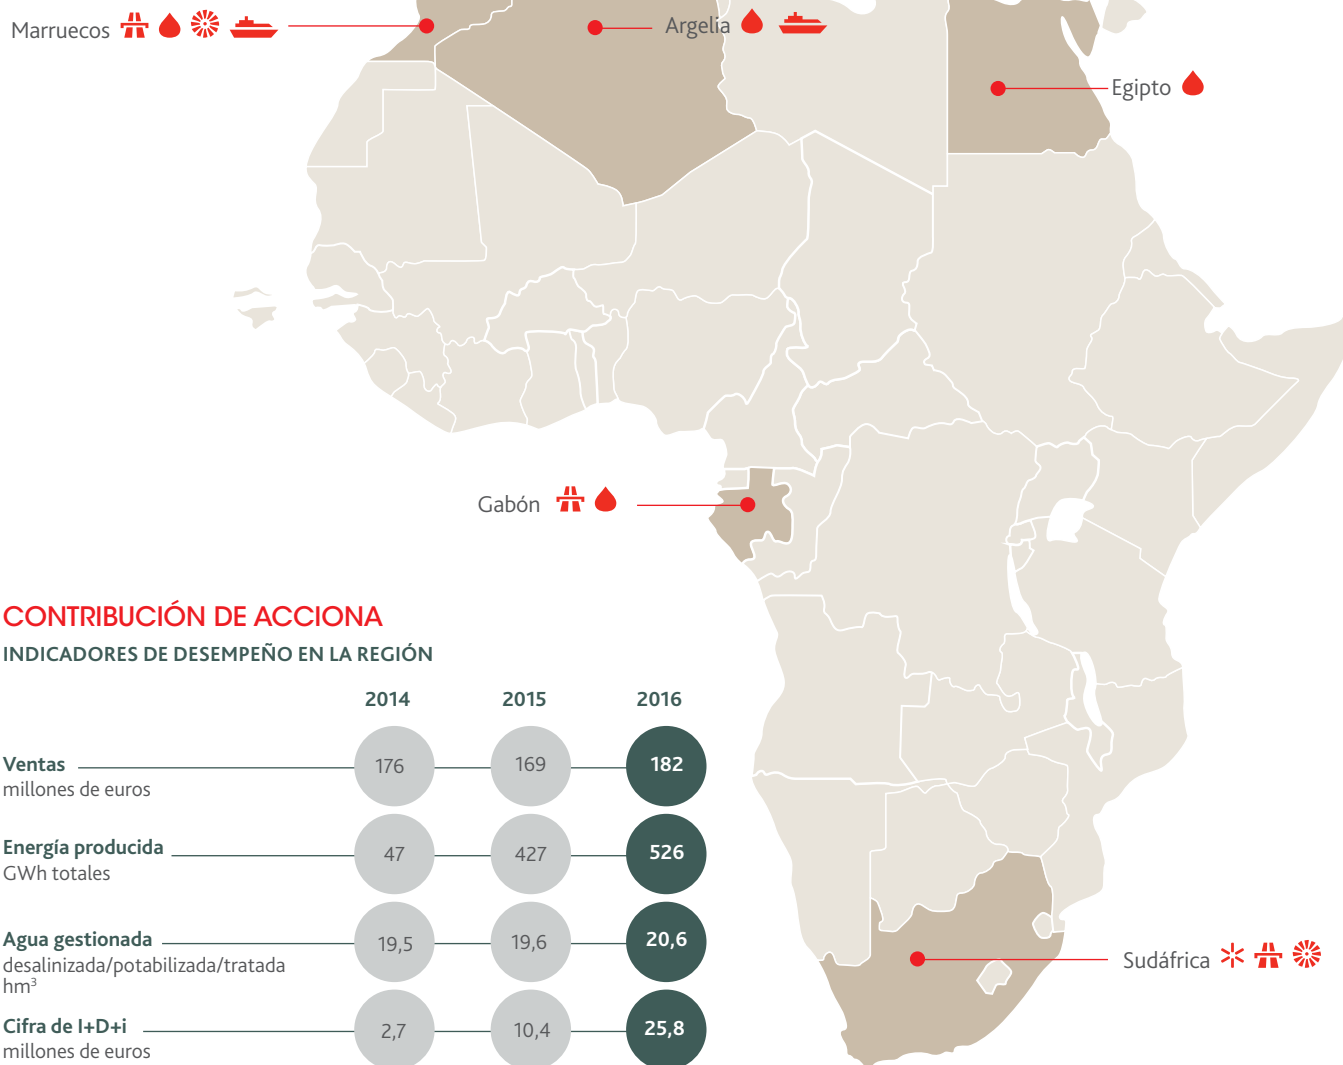 Marruecos
Argelia
Egipto
Gabón
CONTRIBUCIÓN DE ACCIONA
INDICADORES DE DESEMPEÑO EN LA REGIÓN
2014 2015 2016
Ventas 176 169 182
millones de euros
Energía producida 47 427 526
GWh totales
Agua gestionada 19,5 19,6 20,6
desalinizada/potabilizada/tratada
hm³
Sudáfrica
Cifra de I+D+i 2,7 10,4 25,8
millones de euros